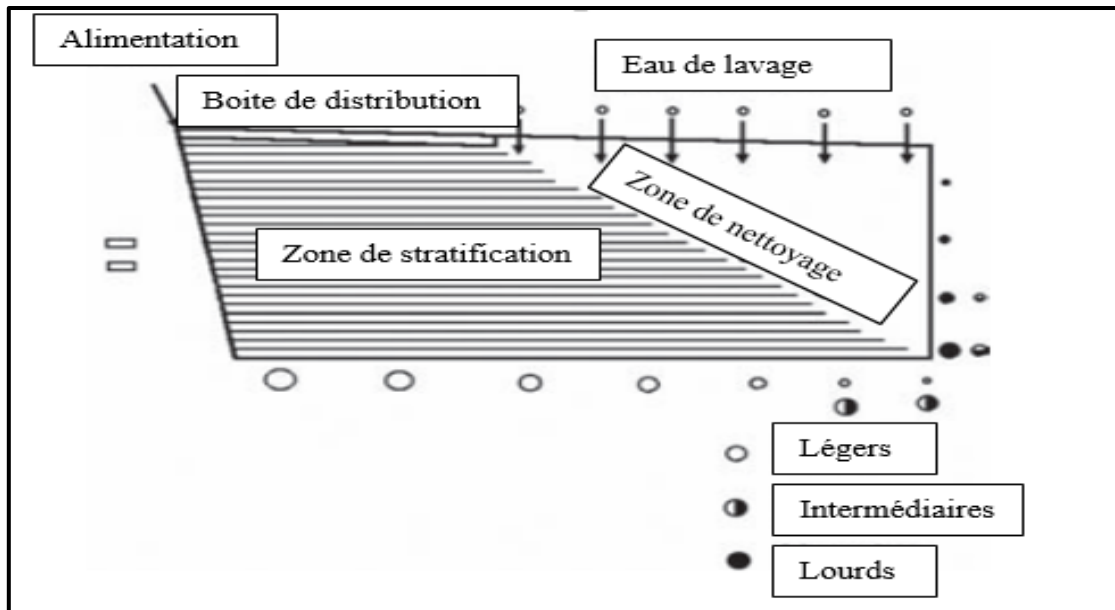 Alimentation
Eau de lavage
Boite de distribution
Zone de nettoyage
Zone de stratification
Légers
Intermédiaires
Lourds